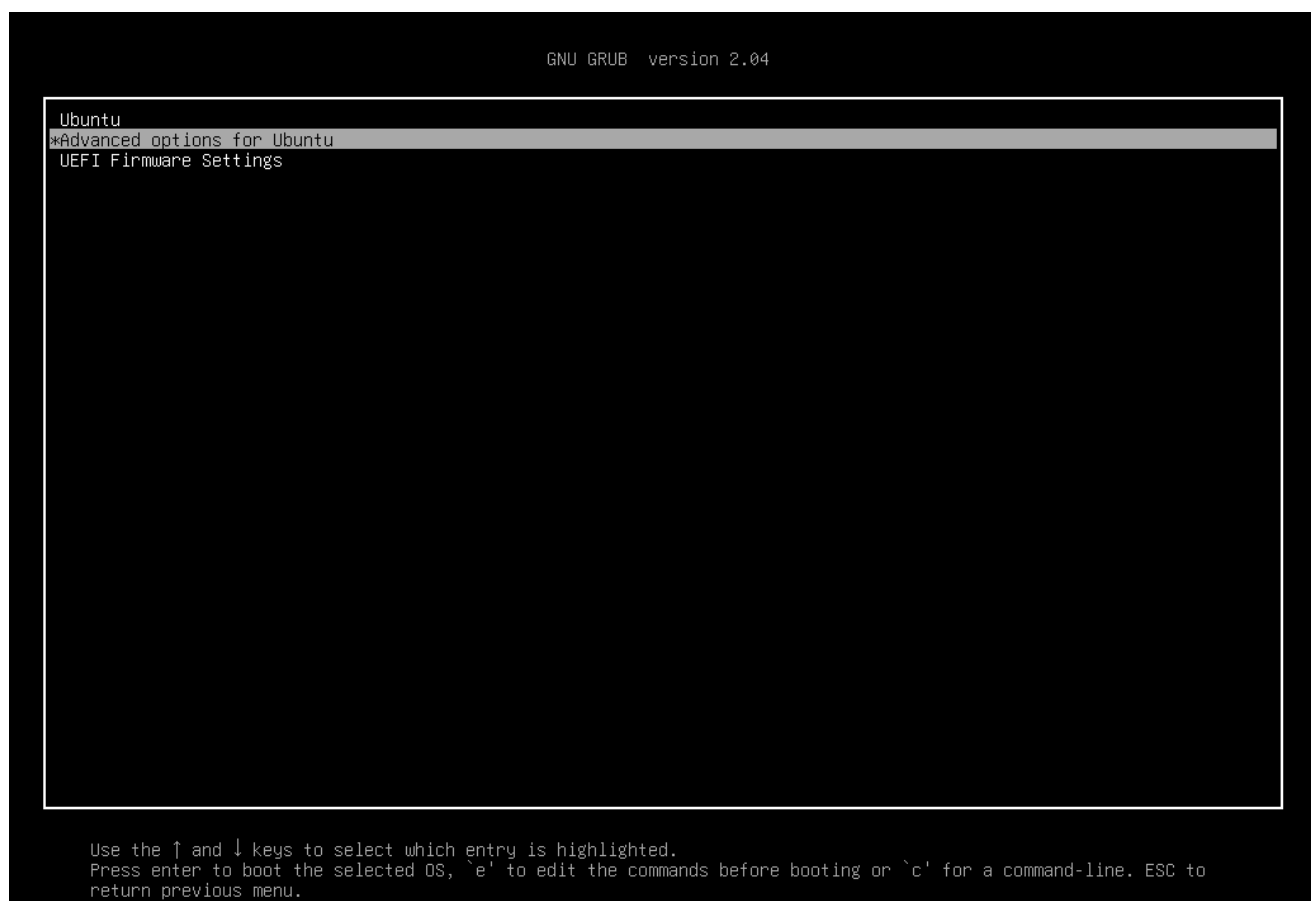 GNU GRUB  version 2.04
Ubuntu
*Advanced options for Ubuntu
UEFI Firmware Settings
Use the ↑ and ↓ keys to select which entry is highlighted.
Press enter to boot the selected OS, `e' to edit the commands before booting or `c' for a command-line. ESC to
return previous menu.